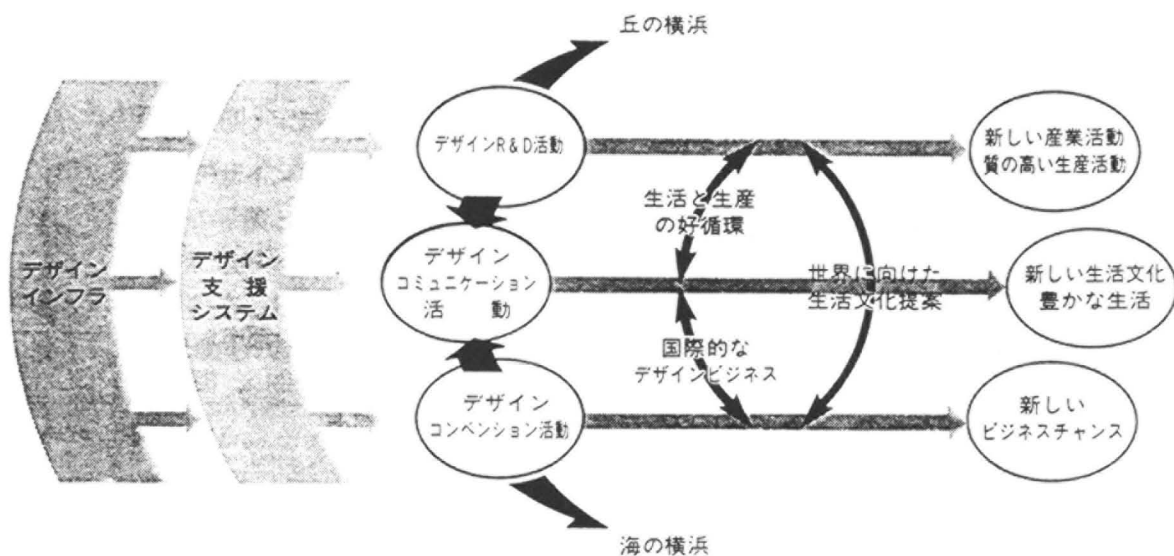 丘の横浜
デザインR&D活動
新しい産業活動
質の高い生産活動
生活と生産
の好循環
デザイン
インフラ
デザイン
支援
システム
デザイン
コミュニケーション
活動
世界に向けた
生活文化提案
新しい生活文化
豊かな生活
国際的な
デザインビジネス
デザイン
コンベンション活動
新しい
ビジネスチャンス
海の横浜